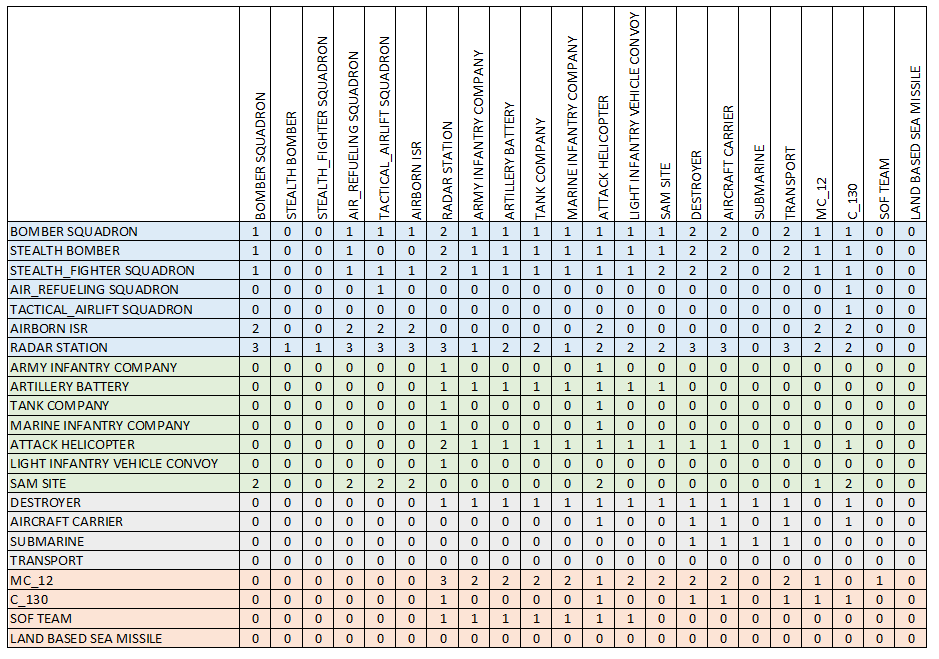 BOMBER SQUADRON
STEALTH BOMBER
STEALTH_FIGHTER SQUADRON
AIR_REFUELING SQUADRON
TACTICAL_AIRLIFT SQUADRON
AIRBORN ISR
RADAR STATION
ARMY INFANTRY COMPANY
ARTILLERY BATTERY
TANK COMPANY
MARINE INFANTRY COMPANY
ATTACK HELICOPTER
LIGHT INFANTRY VEHICLE CONVOY
SAM SITE
DESTROYER
AIRCRAFT CARRIER
SUBMARINE
TRANSPORT
MC_12
C_130
SOF TEAM
LAND BASED SEA MISSILE
BOMBER SQUADRON 1 0 0 1 1 1 2 1 1 1 1 1 1 1 2 2 0 2 1 1 0 0
STEALTH BOMBER 1 0 0 1 0 0 2 1 1 1 1 1 1 1 2 2 0 2 1 1 0 0
STEALTH_FIGHTER SQUADRON 1 0 0 1 1 1 2 1 1 1 1 1 1 2 2 2 0 2 1 1 0 0
AIR_REFUELING SQUADRON 0 0 0 0 1 0 0 0 0 0 0 0 0 0 0 0 0 0 0 1 0 0
TACTICAL_AIRLIFT SQUADRON 0 0 0 0 0 0 0 0 0 0 0 0 0 0 0 0 0 0 0 1 0 0
AIRBORN ISR 2 0 0 2 2 2 0 0 0 0 0 2 0 0 0 0 0 0 2 2 0 0
RADAR STATION 3 1 1 3 3 3 3 1 2 2 1 2 2 2 3 3 0 3 2 2 0 0
ARMY INFANTRY COMPANY 0 0 0 0 0 0 1 0 0 0 0 1 0 0 0 0 0 0 0 0 0 0
ARTILLERY BATTERY 0 0 0 0 0 0 1 1 1 1 1 1 1 1 0 0 0 0 0 0 0 0
TANK COMPANY 0 0 0 0 0 0 1 0 0 0 0 1 0 0 0 0 0 0 0 0 0 0
MARINE INFANTRY COMPANY 0 0 0 0 0 0 1 0 0 0 0 1 0 0 0 0 0 0 0 0 0 0
ATTACK HELICOPTER 0 0 0 0 0 0 2 1 1 1 1 1 1 1 1 1 0 1 0 1 0 0
LIGHT INFANTRY VEHICLE CONVOY 0 0 0 0 0 0 1 0 0 0 0 0 0 0 0 0 0 0 0 0 0 0
SAM SITE 2 0 0 2 2 2 0 0 0 0 0 2 0 0 0 0 0 0 1 2 0 0
DESTROYER 0 0 0 0 0 0 1 1 1 1 1 1 1 1 1 1 1 1 0 1 0 0
AIRCRAFT CARRIER 0 0 0 0 0 0 0 0 0 0 0 1 0 0 1 1 0 1 0 1 0 0
SUBMARINE 0 0 0 0 0 0 0 0 0 0 0 0 0 0 1 1 1 1 0 0 0 0
TRANSPORT 0 0 0 0 0 0 0 0 0 0 0 0 0 0 0 0 0 0 0 0 0 0
MC_12 0 0 0 0 0 0 3 2 2 2 2 1 2 2 2 2 0 2 1 0 1 0
C_130 0 0 0 0 0 0 1 0 0 0 0 1 0 0 1 1 0 1 1 1 0 0
SOF TEAM 0 0 0 0 0 0 1 1 1 1 1 1 1 0 0 0 0 0 0 0 0 0
LAND BASED SEA MISSILE 0 0 0 0 0 0 0 0 0 0 0 0 0 0 0 0 0 0 0 0 0 0